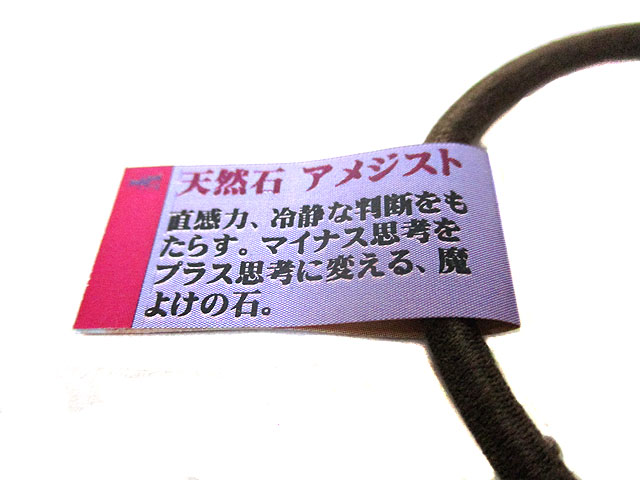 天然石 アメジスト
直感力、冷静な判断をも
たらす。マイナス思考を
プラス思考に変える、魔
よけの石。